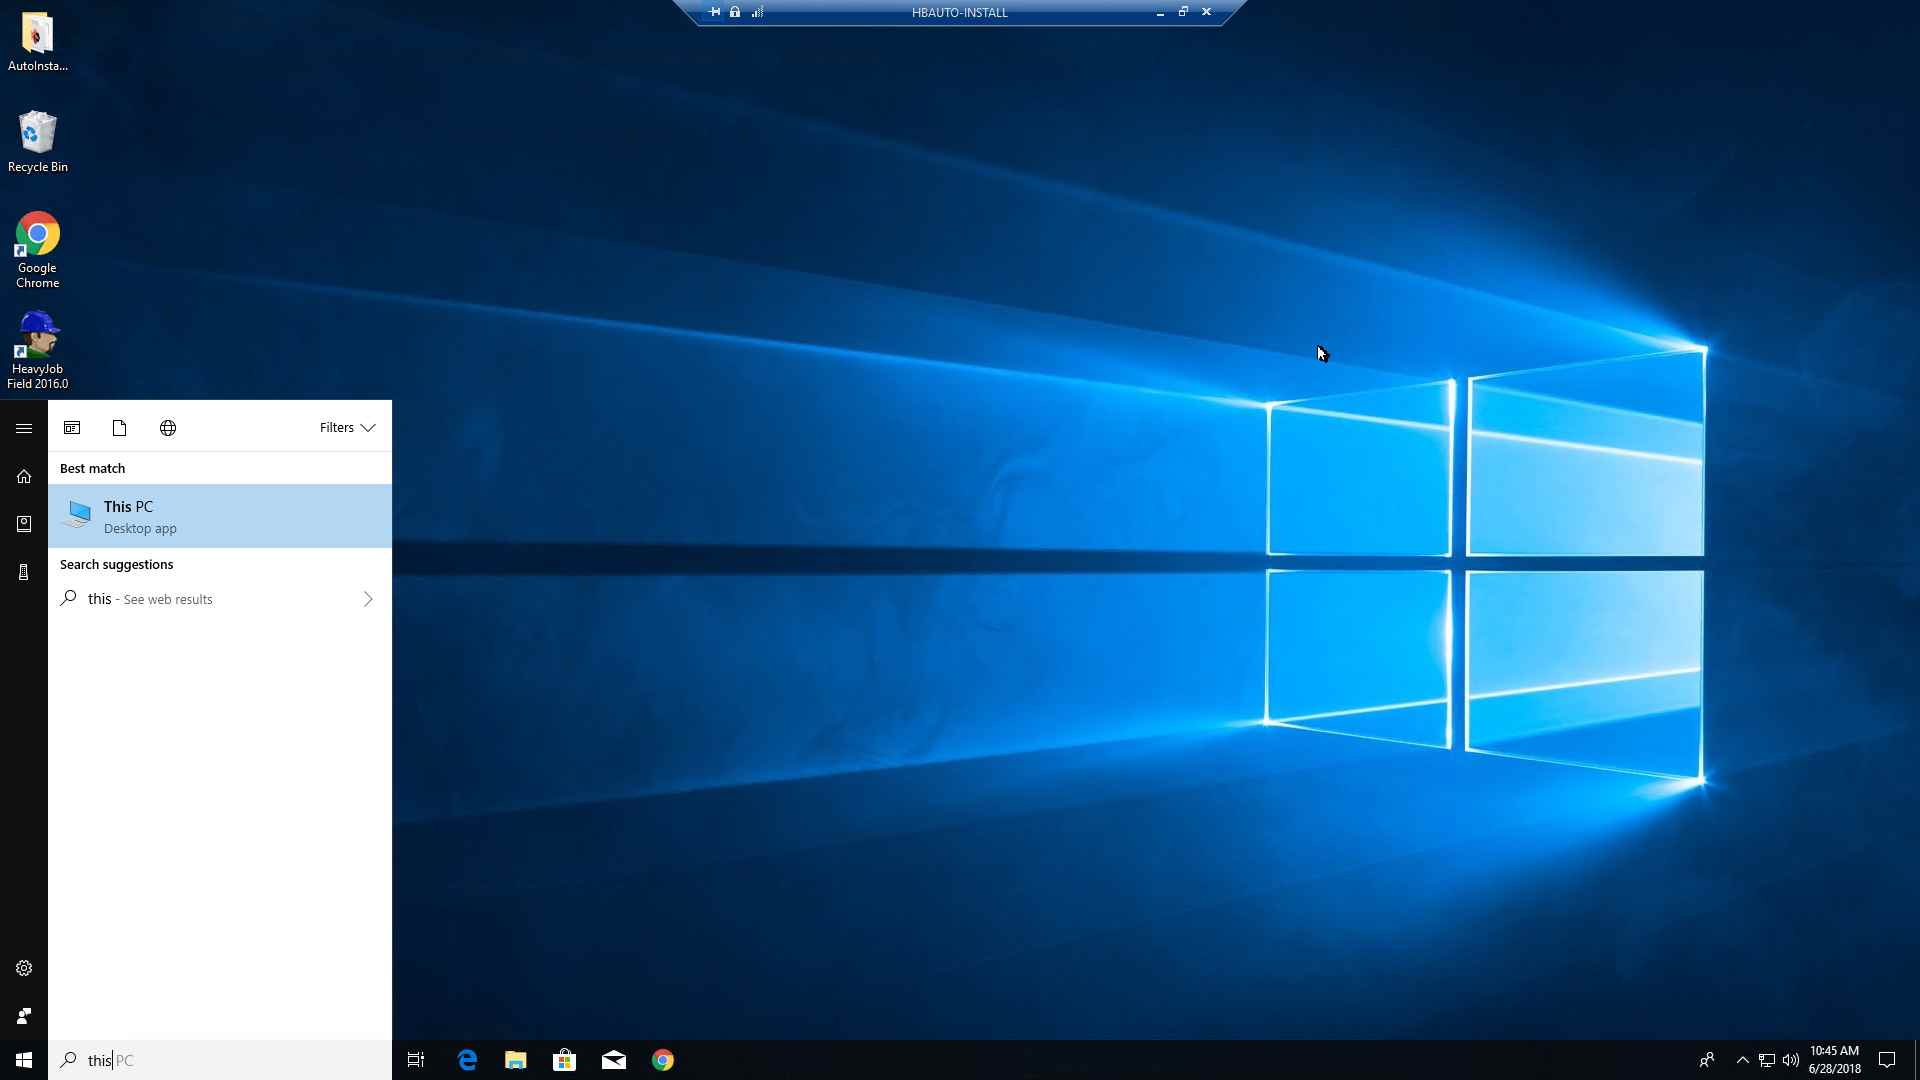 HBAUTO-INSTALL
AutoInsta...
Recycle Bin
Google
Chrome
HeavyJob
Field 2016.0
Filters
Best match
This PC
Desktop app
Search suggestions
this - See web results
this PC
10:45 AM
6/28/2018